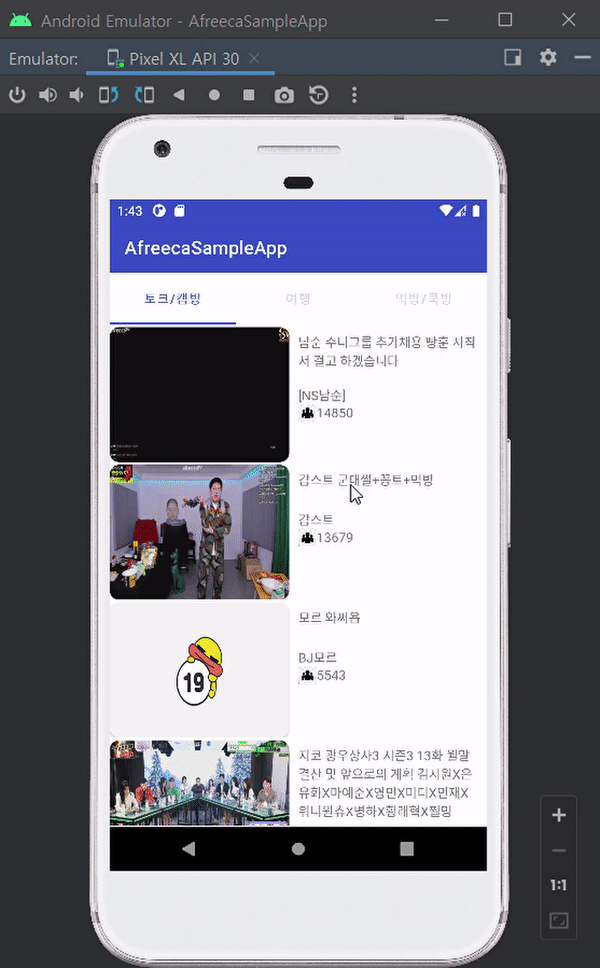 Android Emulator - AfreecaSampleApp
Emulator:
Pixel XL API 30
1:43
AfreecaSampleApp
토크/캠방
여행
먹방/쿡방
남순 수니그룹 추가채용 빵훈 시작
서 결고 하겠습니다
[NS남순]
14850
감스트 군대썰+꽁트+먹방
감스트
13679
모르 와씨욤
BJ모르
5543
19
지코 광우상사3 시즌3 13화 월말
결산 및 앞으로의 계획 김시원X은
유화X마예순X영민X미디X민재X
위니윈슈X병하X힘래혁X찔밍
1:1